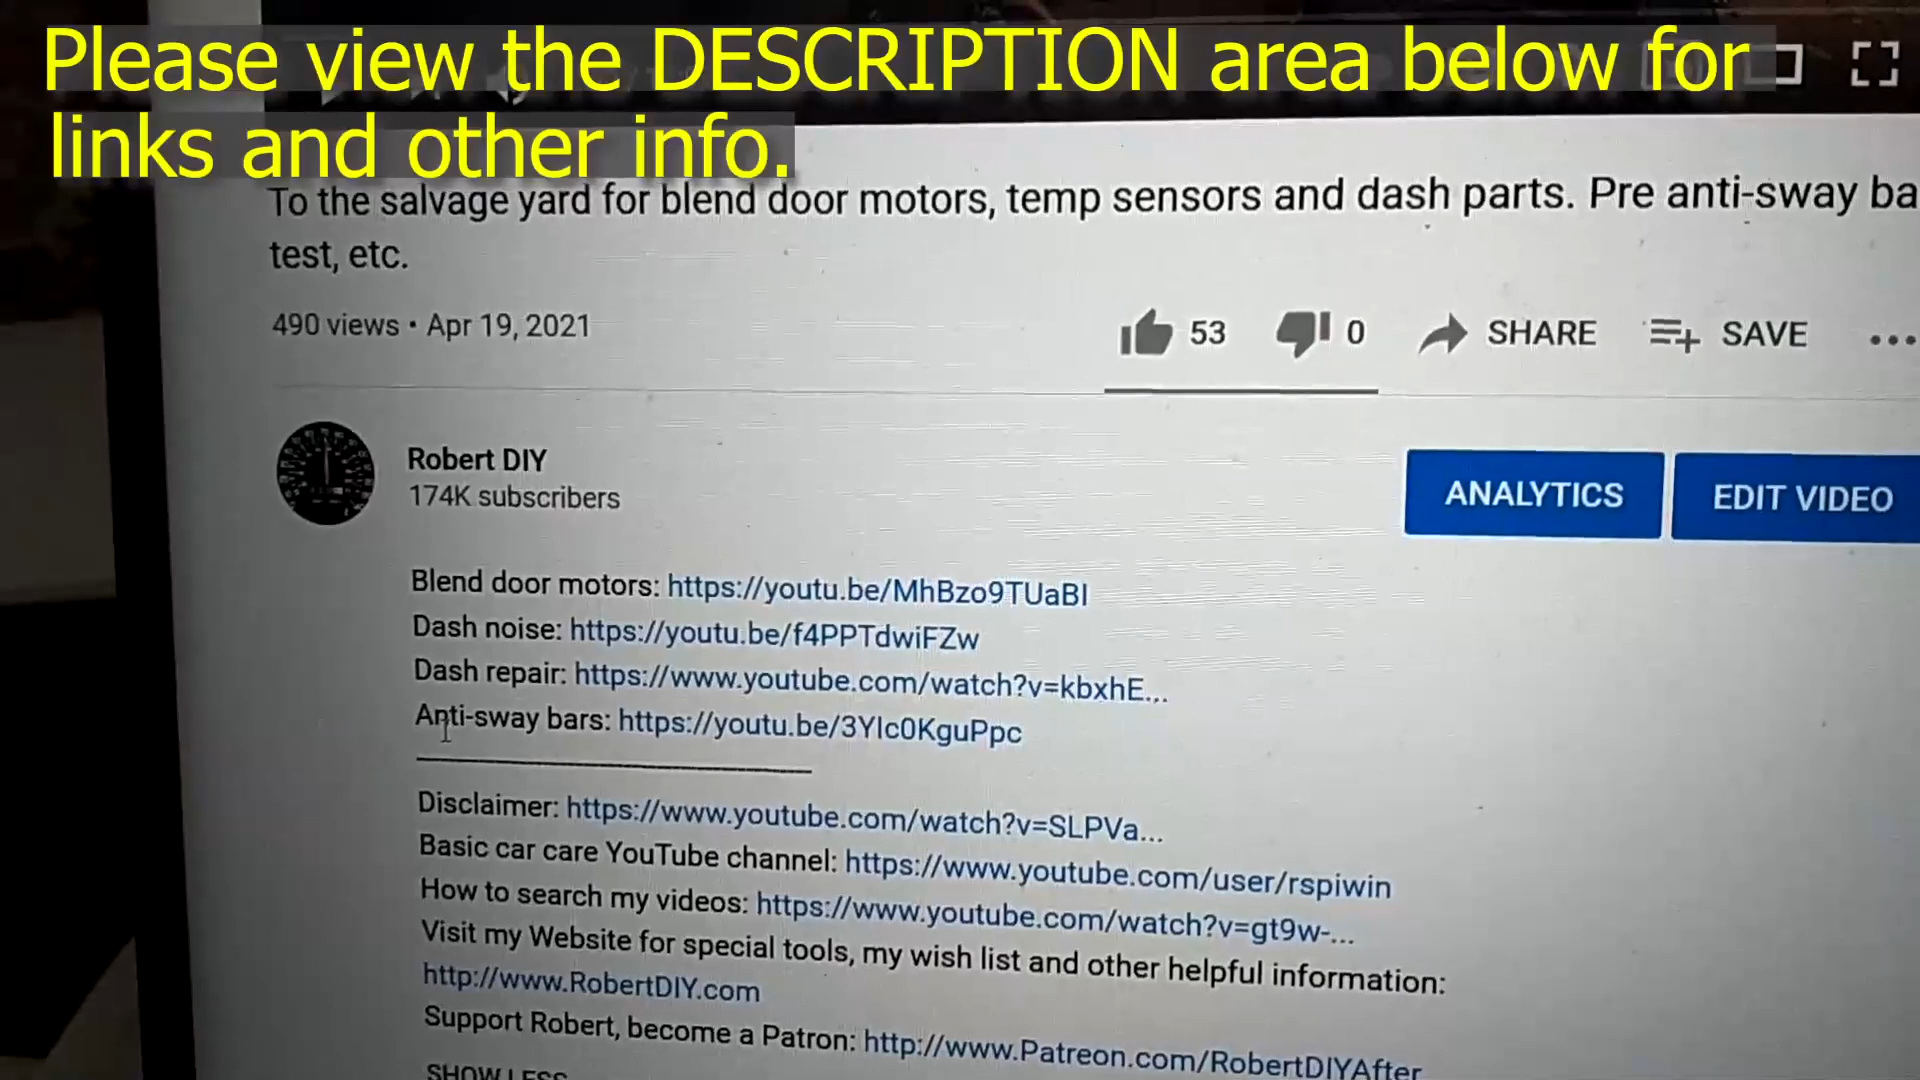 Please view the DESCRIPTION area below for
links and other info.
To the salvage yard for blend door motors, temp sensors and dash parts. Pre anti-sway ba
test, etc.
490 views • Apr 19, 2021
53 0 SHARE SAVE ...
Robert DIY
174K subscribers
ANALYTICS EDIT VIDEO
Blend door motors: https://youtu.be/MhBzo9TUaBI
Dash noise: https://youtu.be/f4PPTdwiFZw
Dash repair: https://www.youtube.com/watch?v=kbxhE...
Anti-sway bars: https://youtu.be/3YIc0KguPpc
Disclaimer: https://www.youtube.com/watch?v=SLPVa...
Basic car care YouTube channel: https://www.youtube.com/user/rspiwin
How to search my videos: https://www.youtube.com/watch?v=gt9w-...
Visit my Website for special tools, my wish list and other helpful information:
http://www.RobertDIY.com
Support Robert, become a Patron: http://www.Patreon.com/RobertDIYAfter
SHOW LESS